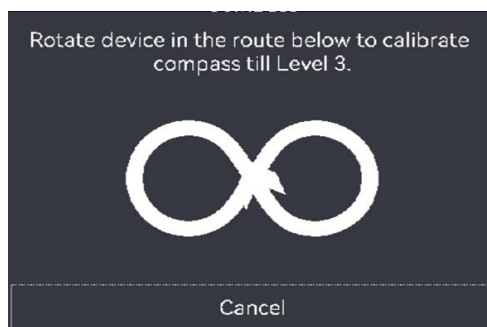 Rotate device in the route below to calibrate
compass till Level 3.
Cancel